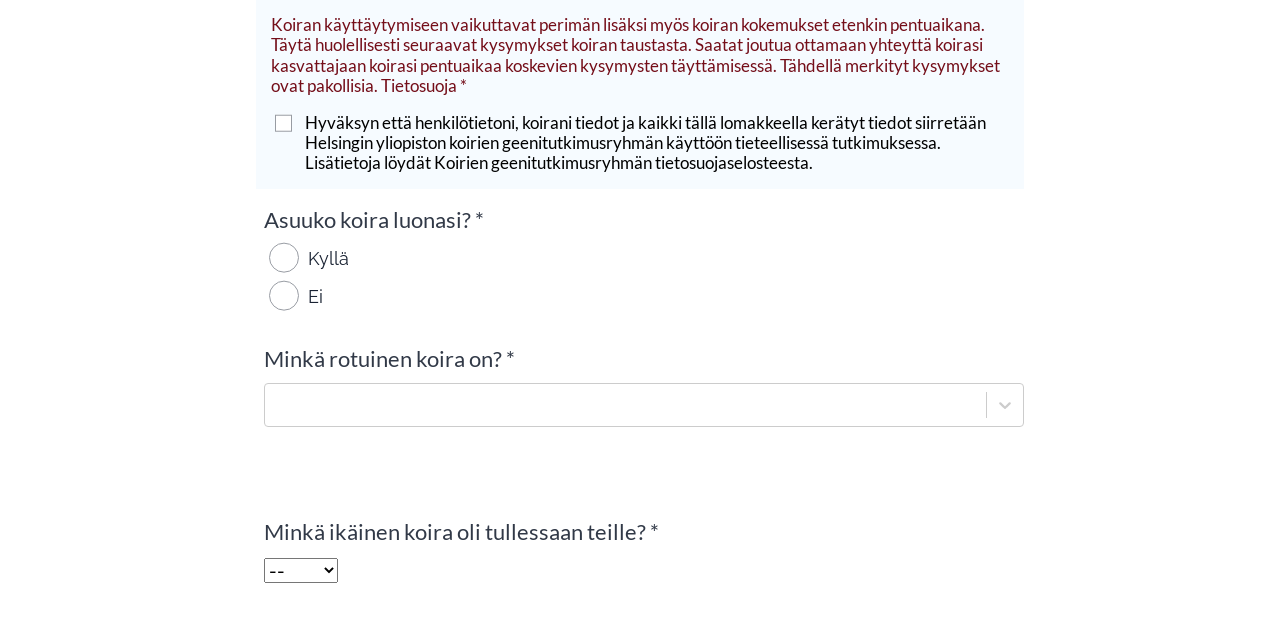 Koiran käyttäytymiseen vaikuttavat perimän lisäksi myös koiran kokemukset etenkin pentuaikana.
Täytä huolellisesti seuraavat kysymykset koiran taustasta. Saatat joutua ottamaan yhteyttä koirasi
kasvattajaan koirasi pentuaikaa koskevien kysymysten täyttämisessä. Tähdellä merkityt kysymykset
ovat pakollisia. Tietosuoja *
Hyväksyn että henkilötietoni, koirani tiedot ja kaikki tällä lomakkeella kerätyt tiedot siirretään
Helsingin yliopiston koirien geenitutkimusryhmän käyttöön tieteellisessä tutkimuksessa.
Lisätietoja löydät Koirien geenitutkimusryhmän tietosuojaselosteesta.
Asuuko koira luonasi? *
Kyllä
Ei
Minkä rotuinen koira on? *
Minkä ikäinen koira oli tullessaan teille? *
--